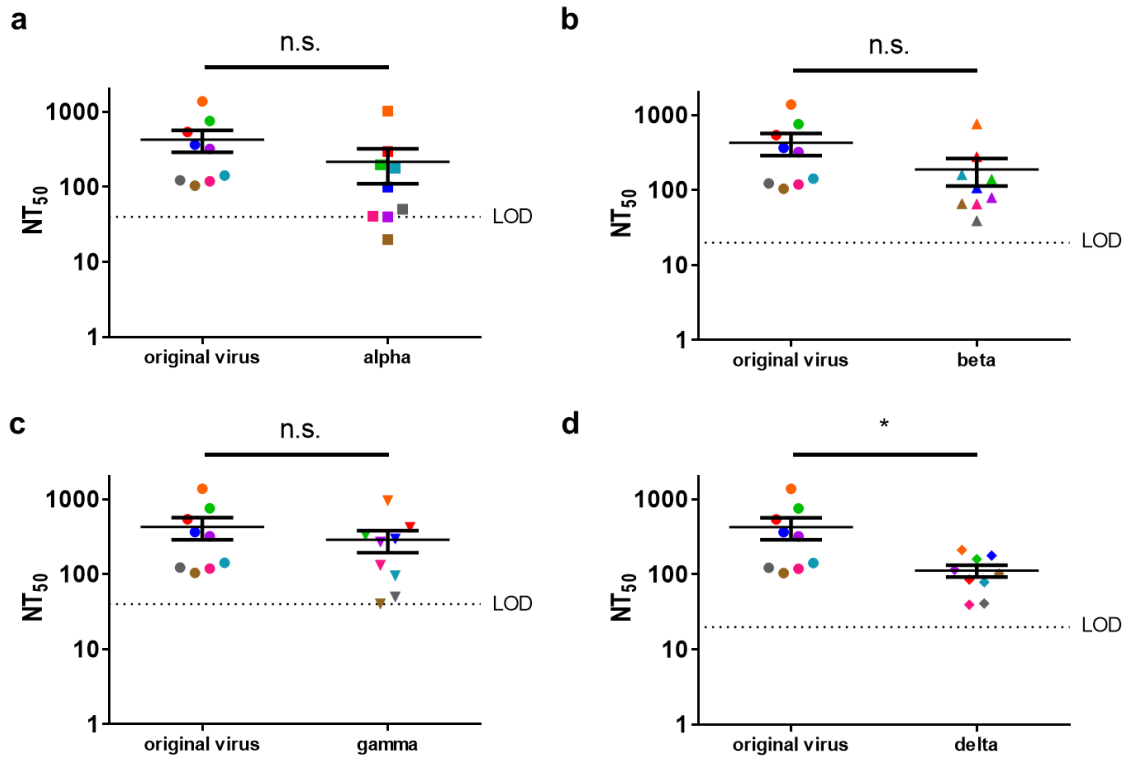 a
n.s.
NT50
1000
100
10
1
LOD
original virus
alpha
b
n.s.
NT50
1000
100
10
1
LOD
original virus
beta
c
n.s.
NT50
1000
100
10
1
LOD
original virus
gamma
d
*
NT50
1000
100
10
1
LOD
original virus
delta